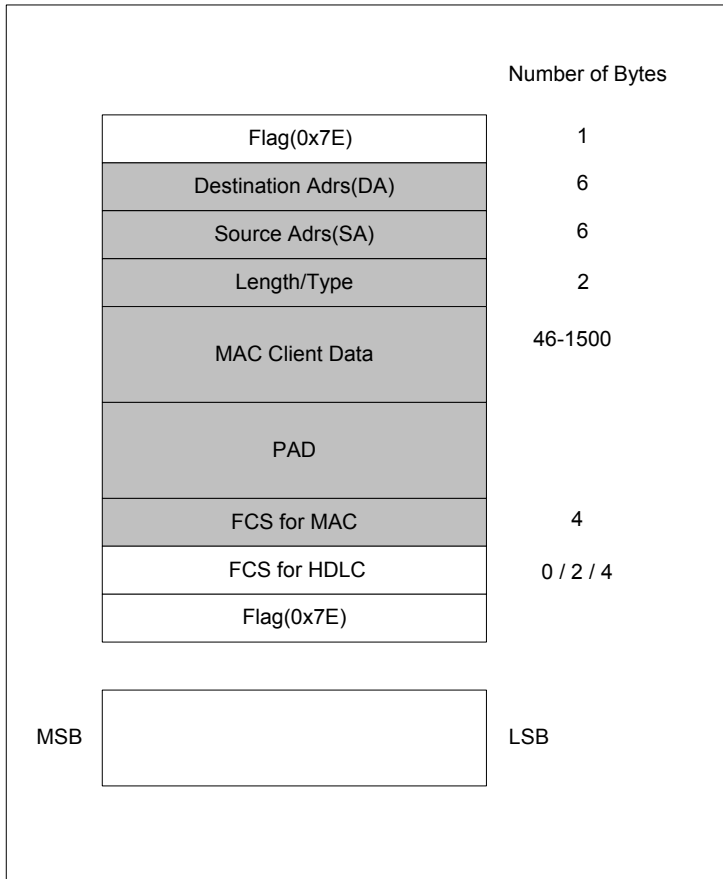 Number of Bytes
Flag(0x7E) 1
Destination Adrs(DA) 6
Source Adrs(SA) 6
Length/Type 2
MAC Client Data 46-1500
PAD
FCS for MAC 4
FCS for HDLC 0 / 2 / 4
Flag(0x7E)
MSB LSB